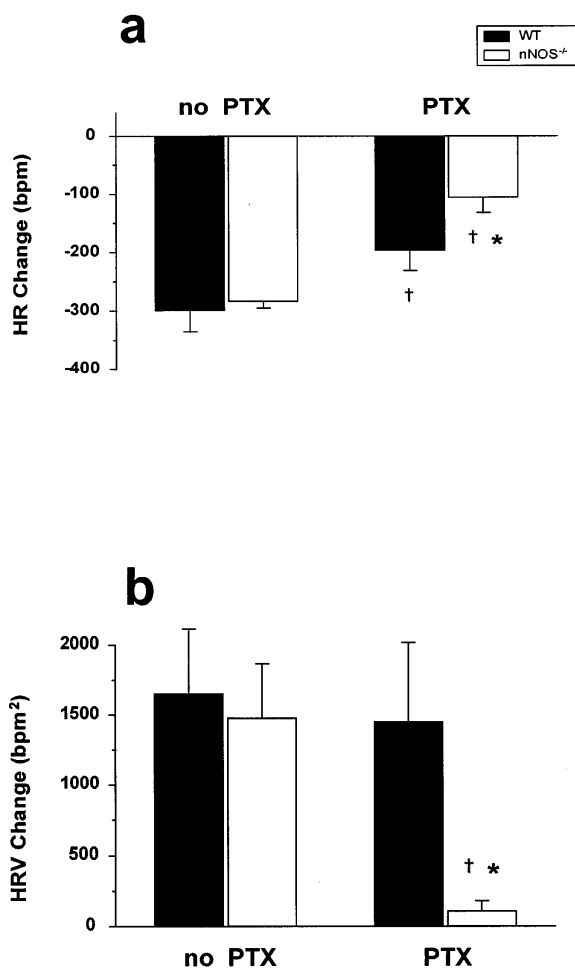 a
WT
nNOS-/-
no PTX
PTX
0
-100
-200
-300
-400
HR Change (bpm)
† *
†
b
2000
1500
1000
500
0
HRV Change (bpm²)
† *
no PTX
PTX